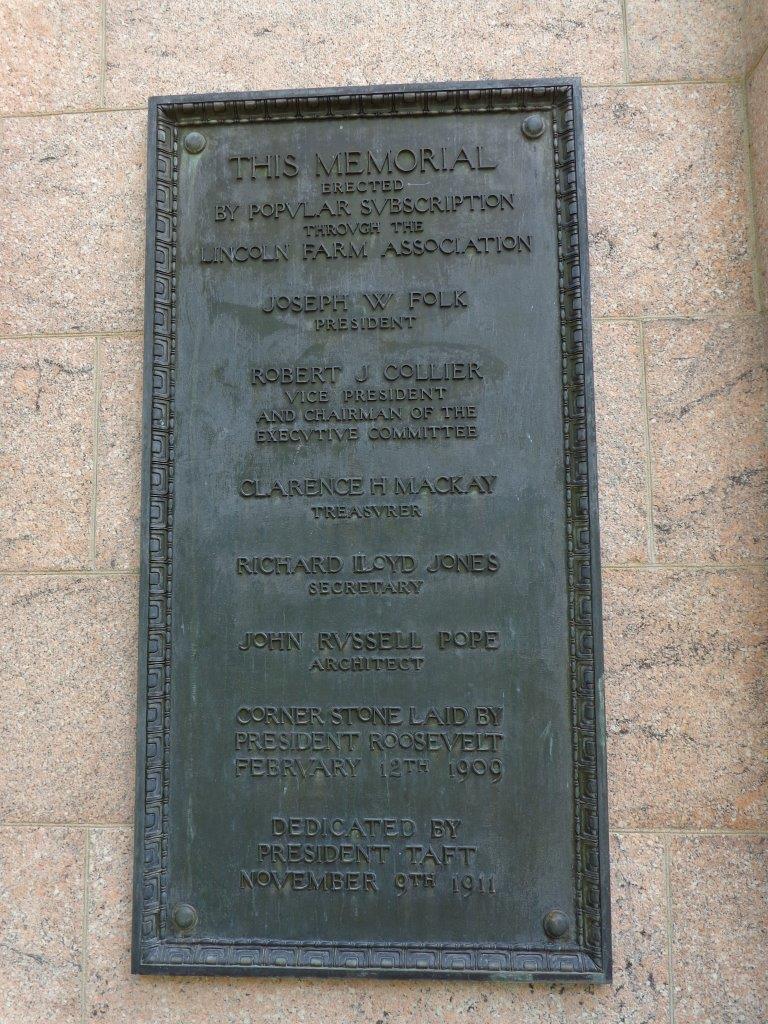 THIS MEMORIAL
ERECTED
BY POPVLAR SVBSCRIPTION
THROVGH THE
LINCOLN FARM ASSOCIATION
JOSEPH W FOLK
PRESIDENT
ROBERT J COLLIER
VICE PRESIDENT
AND CHAIRMAN OF THE
EXECVTIVE COMMITTEE
CLARENCE H MACKAY
TREASVRER
RICHARD LLOYD JONES
SECRETARY
JOHN RVSSELL POPE
ARCHITECT
CORNER STONE LAID BY
PRESIDENT ROOSEVELT
FEBRVARY 12TH 1909
DEDICATED BY
PRESIDENT TAFT
NOVEMBER 9TH 1911